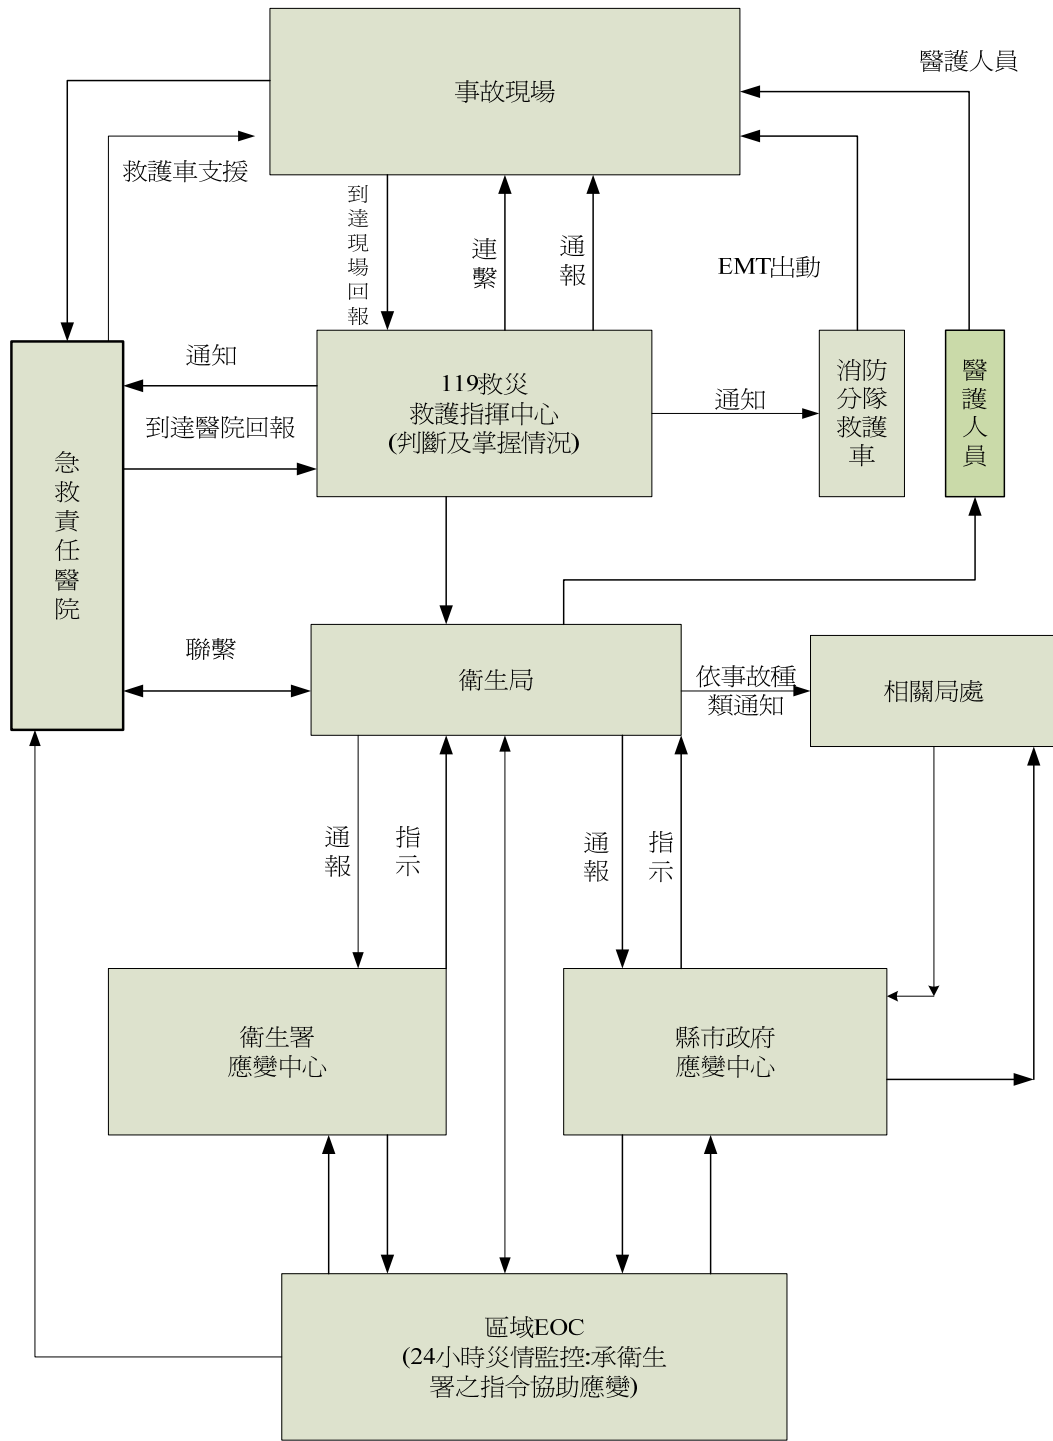 醫護人員
事故現場
救護車支援
到達現場回報
連繫
通報
EMT出動
通知
119救災
救護指揮中心
(判斷及掌握情況)
通知
消防
分隊
救護
車
醫護人員
到達醫院回報
急救責任醫院
聯繫
衛生局
依事故種
類通知
相關局處
通報
指示
通報
指示
衛生署
應變中心
縣市政府
應變中心
區域EOC
(24小時災情監控:承衛生
署之指令協助應變)